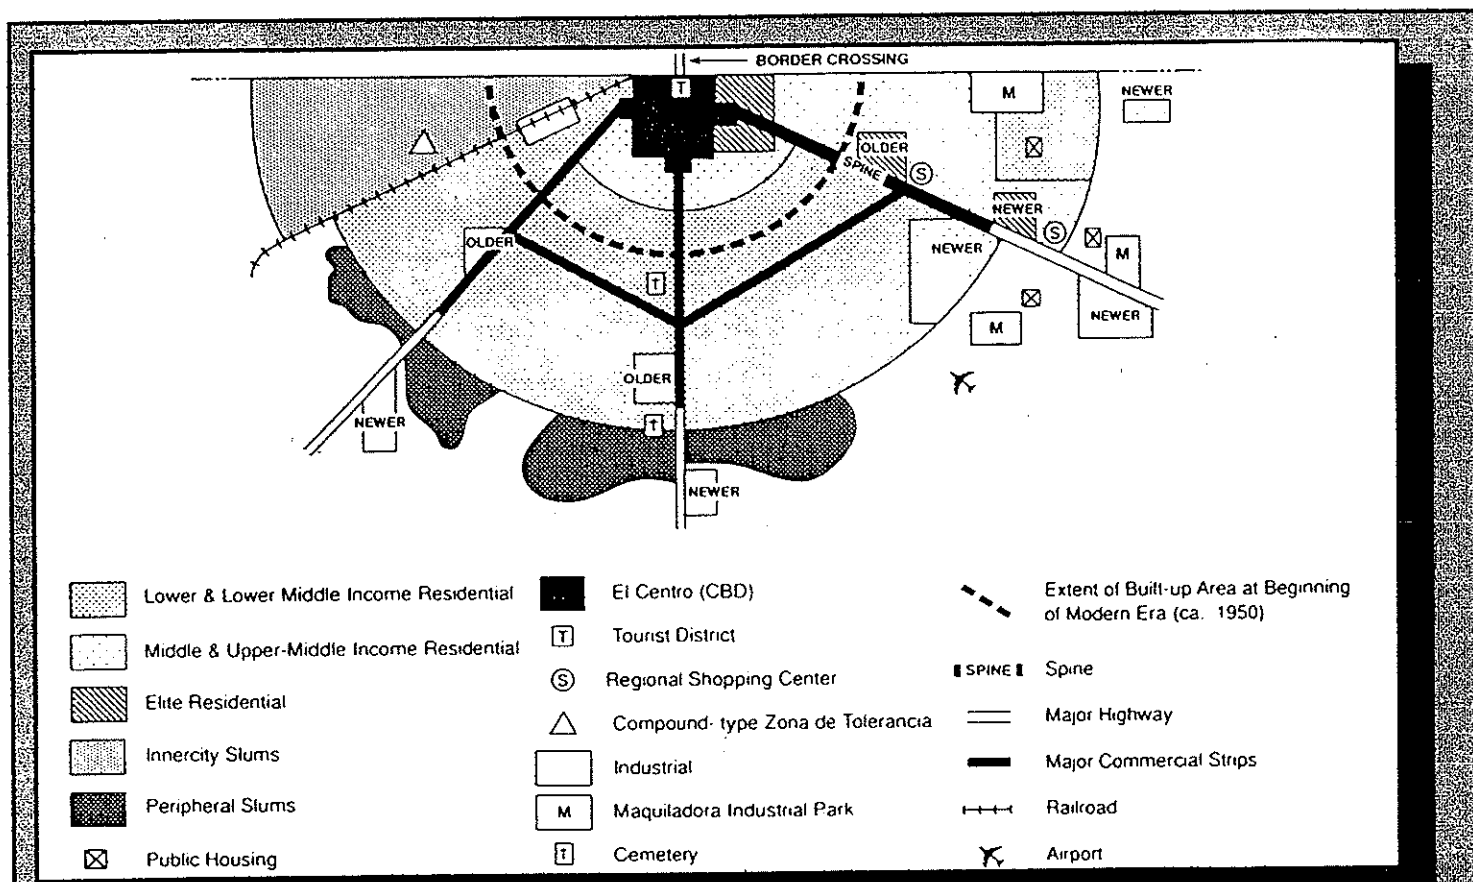 BORDER CROSSING
T
M
NEWER
OLDER
SPINE
S
NEWER
S
NEWER
M
OLDER
NEWER
M
t
OLDER
NEWER
t
NEWER
Lower & Lower Middle Income Residential
Middle & Upper-Middle Income Residential
Elite Residential
Innercity Slums
Peripheral Slums
Public Housing
El Centro (CBD)
T Tourist District
S Regional Shopping Center
Compound-type Zona de Tolerancia
Industrial
M Maquiladora Industrial Park
t Cemetery
Extent of Built-up Area at Beginning
of Modern Era (ca. 1950)
SPINE Spine
Major Highway
Major Commercial Strips
Railroad
Airport